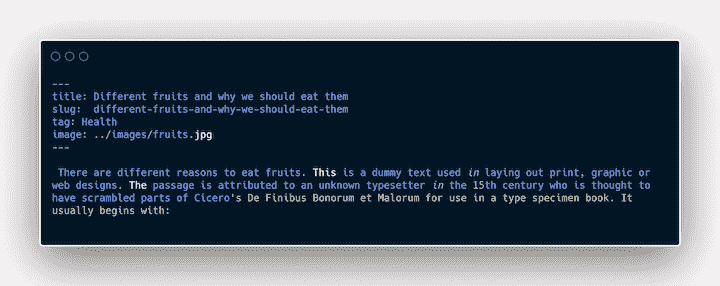 ---
title: Different fruits and why we should eat them
slug:  different-fruits-and-why-we-should-eat-them
tag: Health
image: ../images/fruits.jpg
---
There are different reasons to eat fruits. This is a dummy text used in laying out print, graphic or
web designs. The passage is attributed to an unknown typesetter in the 15th century who is thought to
have scrambled parts of Cicero's De Finibus Bonorum et Malorum for use in a type specimen book. It
usually begins with: